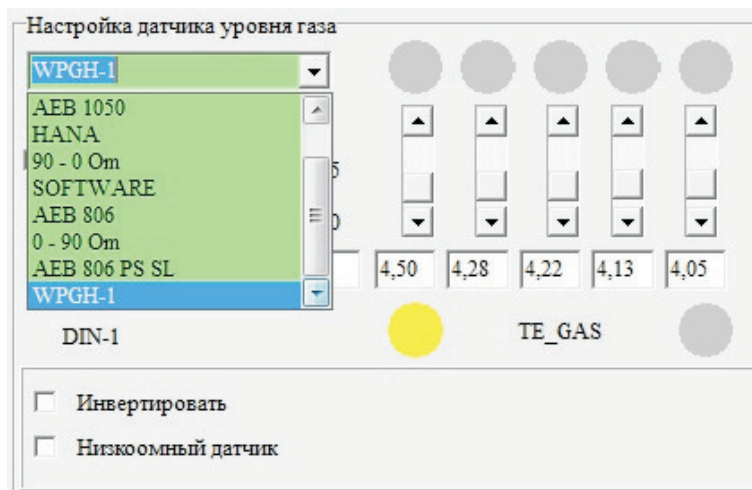 Настройка датчика уровня газа
WPGH-1
AEB 1050
HANA
90 - 0 Om
SOFTWARE
AEB 806
0 - 90 Om
AEB 806 PS SL
WPGH-1
4,50 4,28 4,22 4,13 4,05
DIN-1 TE_GAS
Инвертировать
Низкоомный датчик